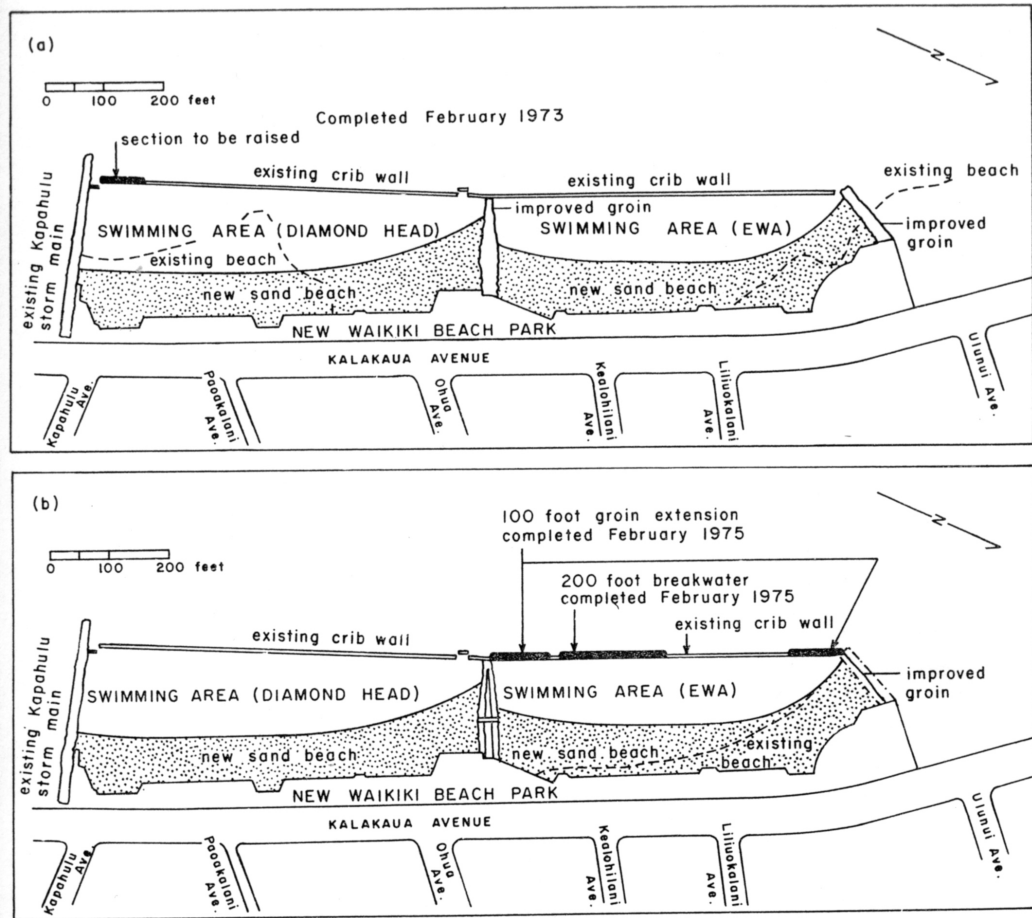 (a)
N
0 100 200 feet
Completed February 1973
section to be raised
existing crib wall
existing crib wall
existing beach
improved groin
improved
groin
SWIMMING AREA (DIAMOND HEAD)
SWIMMING AREA (EWA)
existing beach
new sand beach
new sand beach
existing Kapahulu
storm main
NEW WAIKIKI BEACH PARK
KALAKAUA AVENUE
Kapahulu
Ave.
Paoakalani
Ave.
Ohua
Ave.
Kealohilani
Ave.
Liliuokalani
Ave.
Ulunui Ave.
(b)
N
0 100 200 feet
100 foot groin extension
completed February 1975
200 foot breakwater
completed February 1975
existing crib wall
existing crib wall
improved
groin
SWIMMING AREA (DIAMOND HEAD)
SWIMMING AREA (EWA)
new sand beach
new sand beach
existing
beach
existing Kapahulu
storm main
NEW WAIKIKI BEACH PARK
KALAKAUA AVENUE
Kapahulu
Ave.
Paoakalani
Ave.
Ohua
Ave.
Kealohilani
Ave.
Liliuokalani
Ave.
Ulunui Ave.